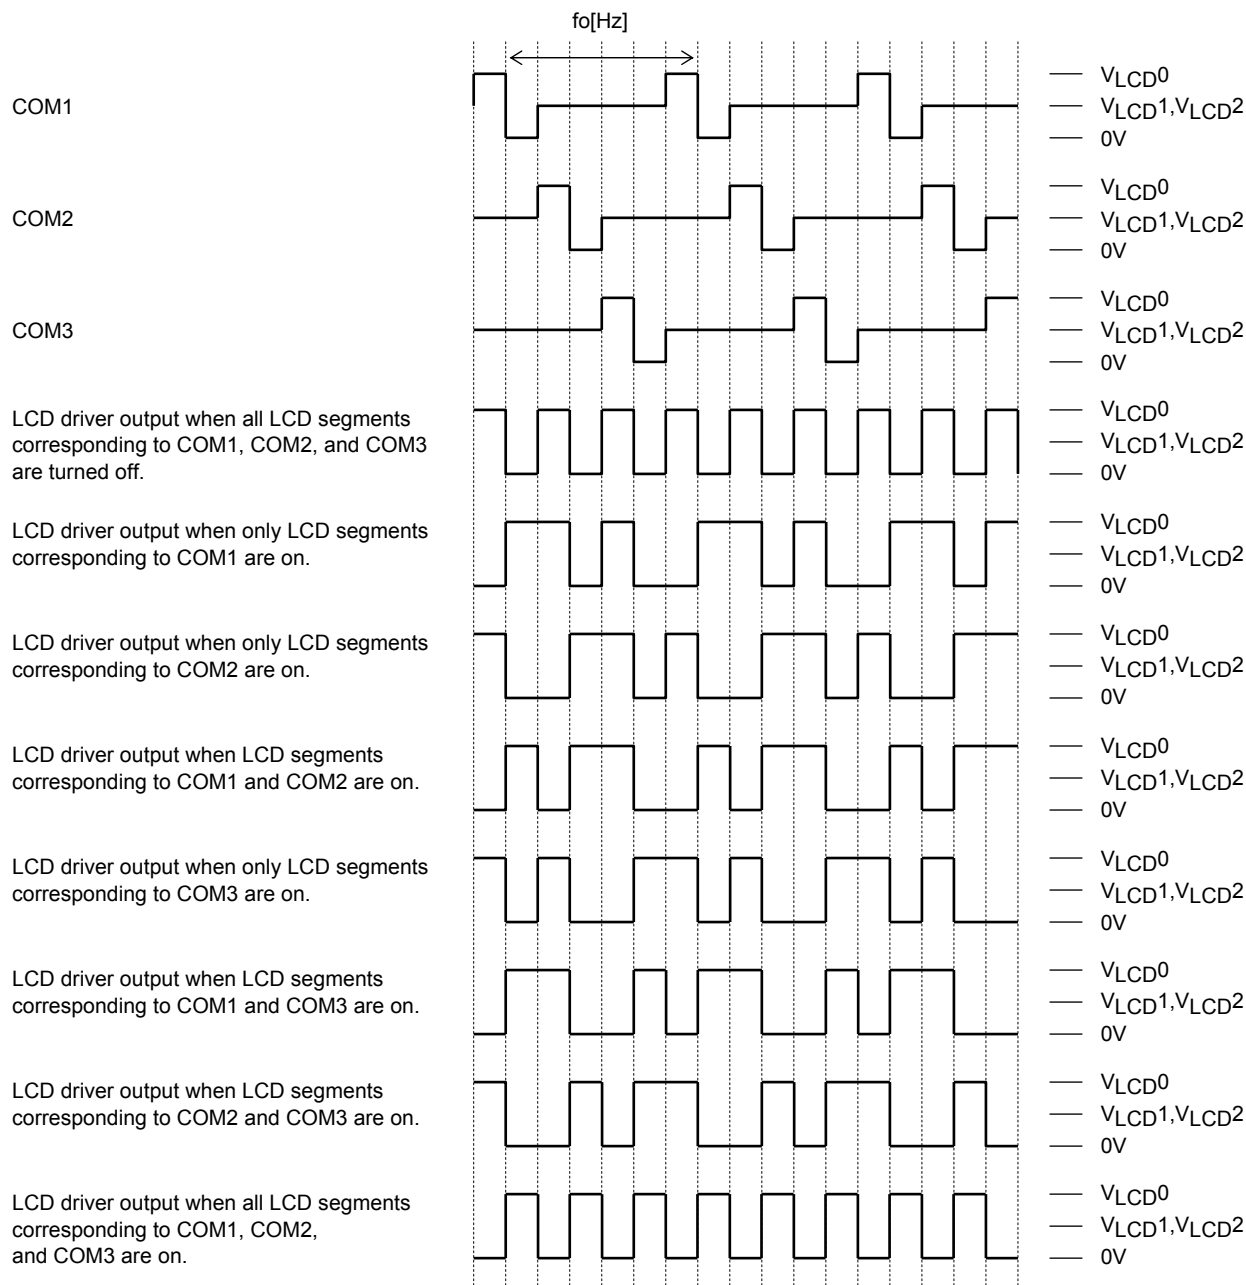 fo[Hz]
COM1
VLCD0
VLCD1,VLCD2
0V
COM2
VLCD0
VLCD1,VLCD2
0V
COM3
VLCD0
VLCD1,VLCD2
0V
LCD driver output when all LCD segments
corresponding to COM1, COM2, and COM3
are turned off.
VLCD0
VLCD1,VLCD2
0V
LCD driver output when only LCD segments
corresponding to COM1 are on.
VLCD0
VLCD1,VLCD2
0V
LCD driver output when only LCD segments
corresponding to COM2 are on.
VLCD0
VLCD1,VLCD2
0V
LCD driver output when LCD segments
corresponding to COM1 and COM2 are on.
VLCD0
VLCD1,VLCD2
0V
LCD driver output when only LCD segments
corresponding to COM3 are on.
VLCD0
VLCD1,VLCD2
0V
LCD driver output when LCD segments
corresponding to COM1 and COM3 are on.
VLCD0
VLCD1,VLCD2
0V
LCD driver output when LCD segments
corresponding to COM2 and COM3 are on.
VLCD0
VLCD1,VLCD2
0V
LCD driver output when all LCD segments
corresponding to COM1, COM2,
and COM3 are on.
VLCD0
VLCD1,VLCD2
0V